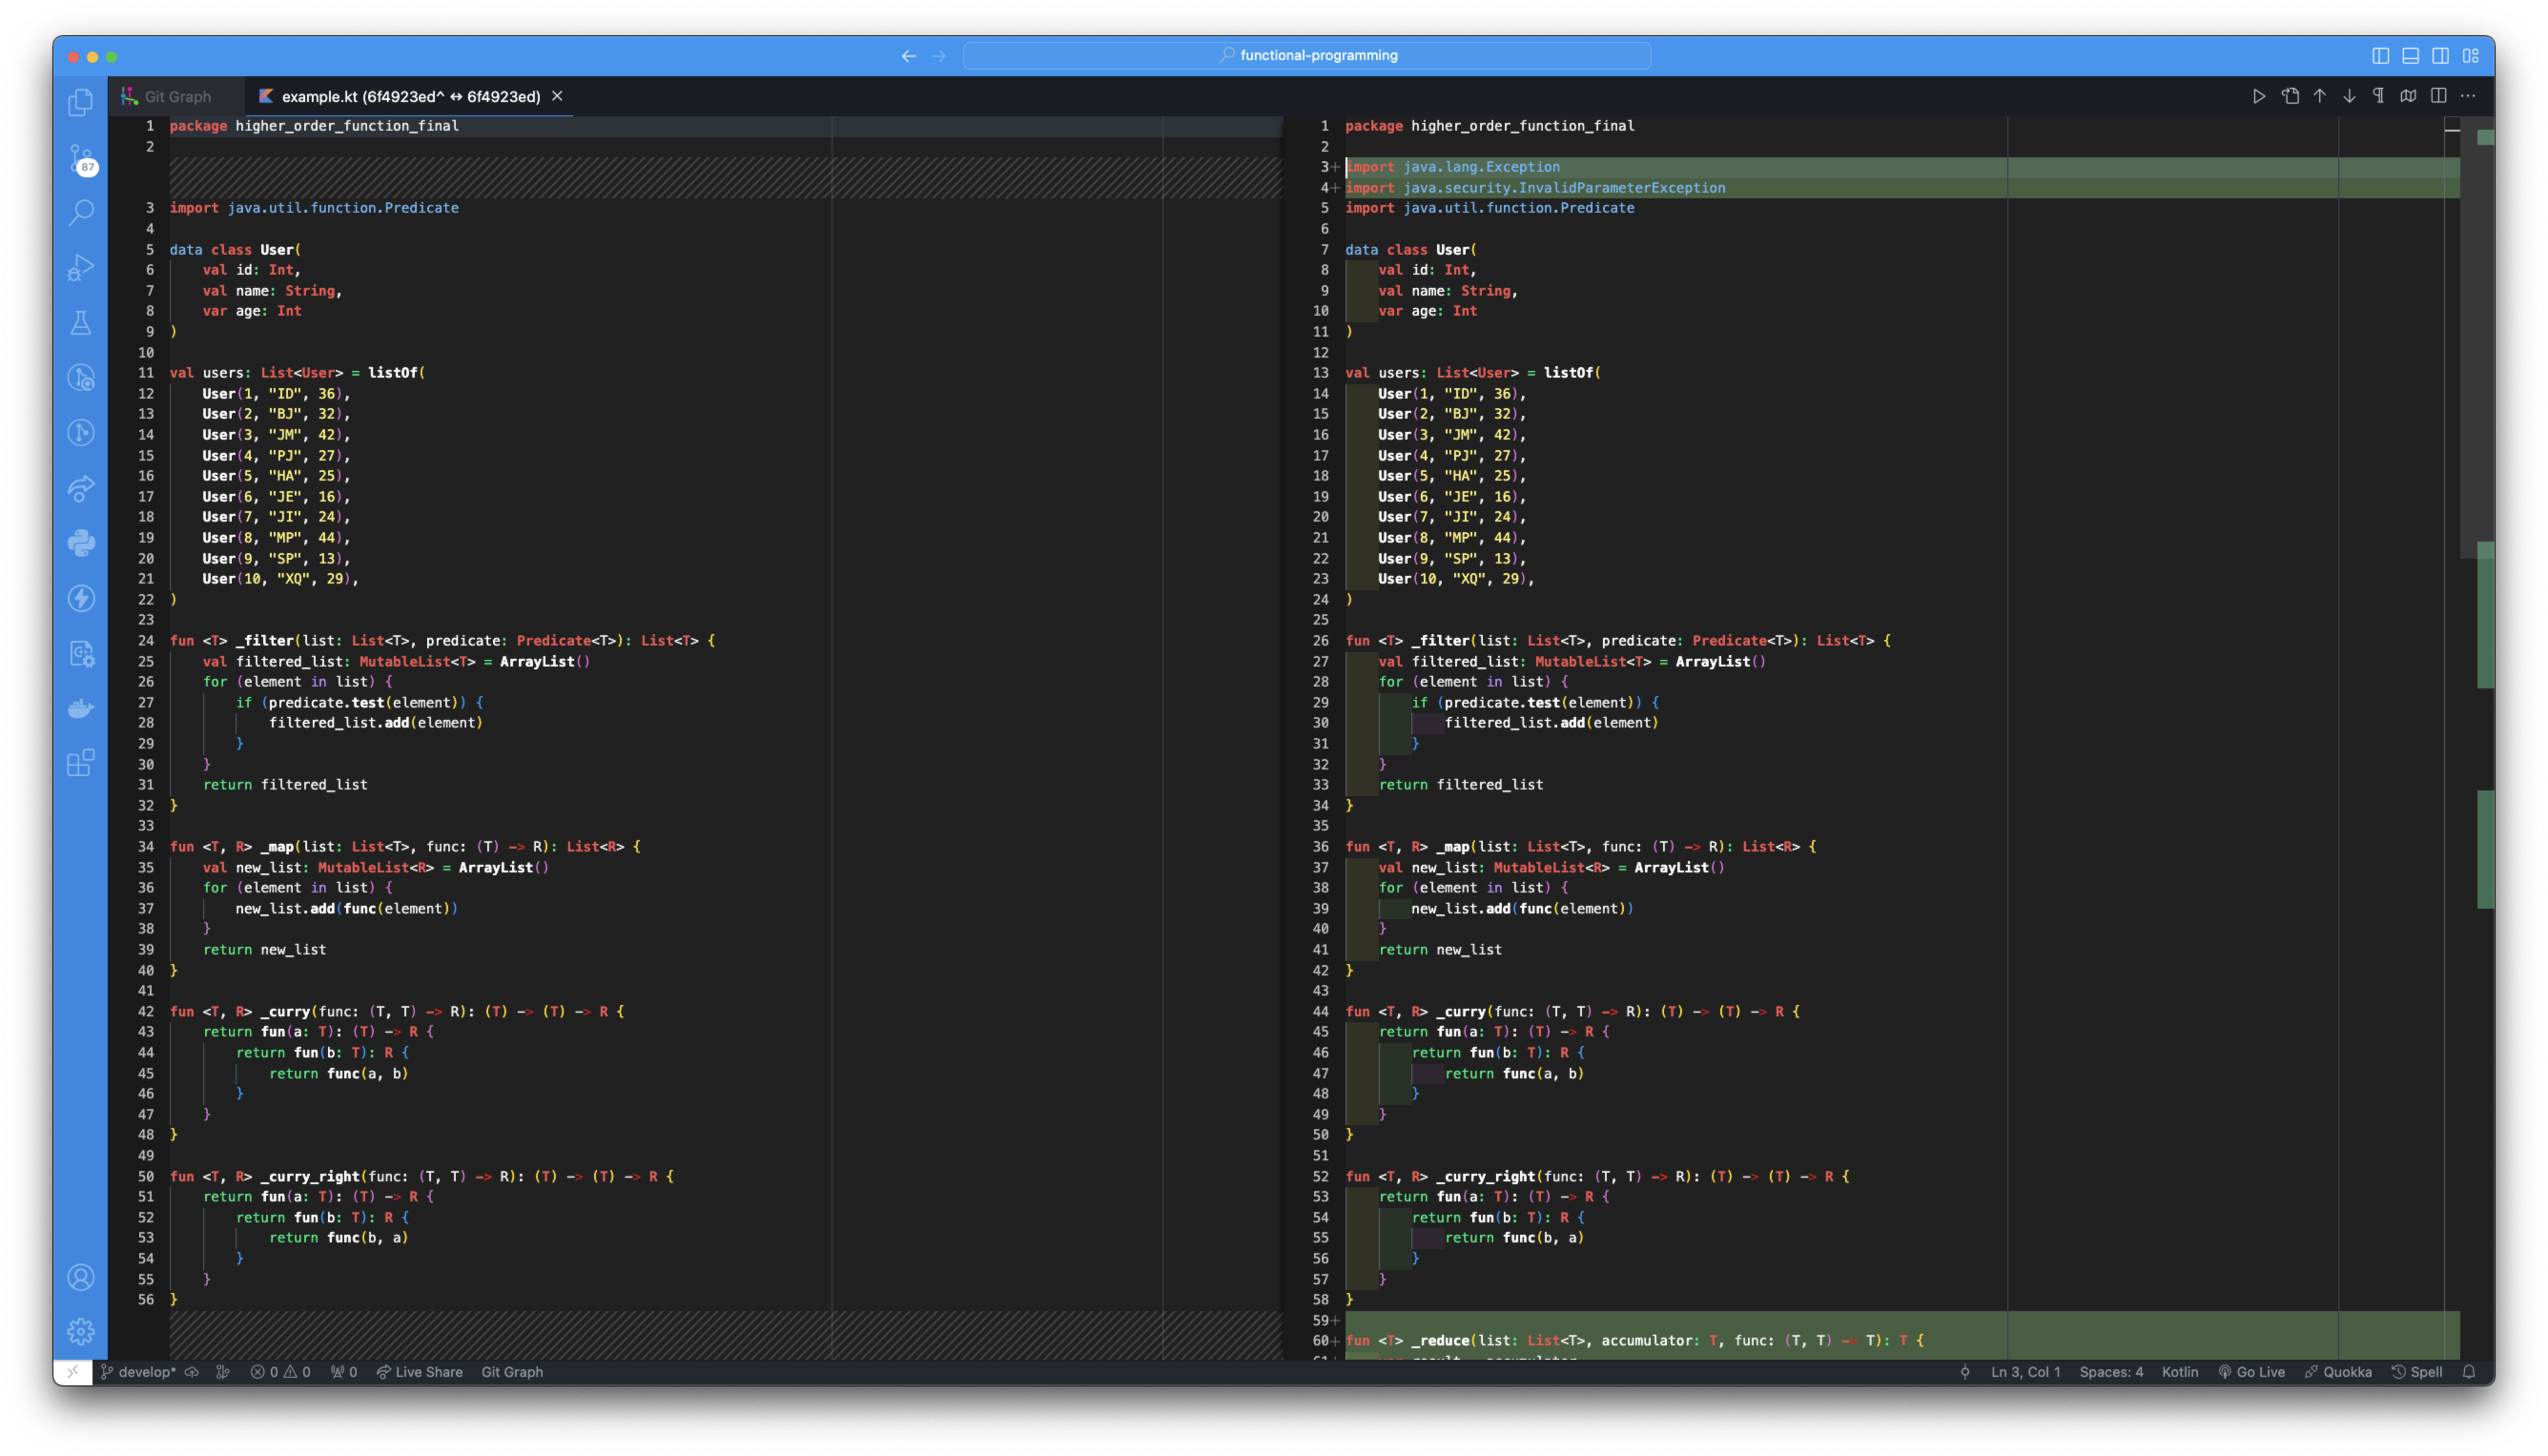 functional-programming
Git Graph
example.kt (6f4923ed^ ↔ 6f4923ed)
87
1 package higher_order_function_final
2
3 import java.util.function.Predicate
4
5 data class User(
6 val id: Int,
7 val name: String,
8 var age: Int
9 )
10
11 val users: List<User> = listOf(
12 User(1, "ID", 36),
13 User(2, "BJ", 32),
14 User(3, "JM", 42),
15 User(4, "PJ", 27),
16 User(5, "HA", 25),
17 User(6, "JE", 16),
18 User(7, "JI", 24),
19 User(8, "MP", 44),
20 User(9, "SP", 13),
21 User(10, "XQ", 29),
22 )
23
24 fun <T> _filter(list: List<T>, predicate: Predicate<T>): List<T> {
25 val filtered_list: MutableList<T> = ArrayList()
26 for (element in list) {
27 if (predicate.test(element)) {
28 filtered_list.add(element)
29 }
30 }
31 return filtered_list
32 }
33
34 fun <T, R> _map(list: List<T>, func: (T) -> R): List<R> {
35 val new_list: MutableList<R> = ArrayList()
36 for (element in list) {
37 new_list.add(func(element))
38 }
39 return new_list
40 }
41
42 fun <T, R> _curry(func: (T, T) -> R): (T) -> (T) -> R {
43 return fun(a: T): (T) -> R {
44 return fun(b: T): R {
45 return func(a, b)
46 }
47 }
48 }
49
50 fun <T, R> _curry_right(func: (T, T) -> R): (T) -> (T) -> R {
51 return fun(a: T): (T) -> R {
52 return fun(b: T): R {
53 return func(b, a)
54 }
55 }
56 }
1 package higher_order_function_final
2
3+ import java.lang.Exception
4+ import java.security.InvalidParameterException
5 import java.util.function.Predicate
6
7 data class User(
8 val id: Int,
9 val name: String,
10 var age: Int
11 )
12
13 val users: List<User> = listOf(
14 User(1, "ID", 36),
15 User(2, "BJ", 32),
16 User(3, "JM", 42),
17 User(4, "PJ", 27),
18 User(5, "HA", 25),
19 User(6, "JE", 16),
20 User(7, "JI", 24),
21 User(8, "MP", 44),
22 User(9, "SP", 13),
23 User(10, "XQ", 29),
24 )
25
26 fun <T> _filter(list: List<T>, predicate: Predicate<T>): List<T> {
27 val filtered_list: MutableList<T> = ArrayList()
28 for (element in list) {
29 if (predicate.test(element)) {
30 filtered_list.add(element)
31 }
32 }
33 return filtered_list
34 }
35
36 fun <T, R> _map(list: List<T>, func: (T) -> R): List<R> {
37 val new_list: MutableList<R> = ArrayList()
38 for (element in list) {
39 new_list.add(func(element))
40 }
41 return new_list
42 }
43
44 fun <T, R> _curry(func: (T, T) -> R): (T) -> (T) -> R {
45 return fun(a: T): (T) -> R {
46 return fun(b: T): R {
47 return func(a, b)
48 }
49 }
50 }
51
52 fun <T, R> _curry_right(func: (T, T) -> R): (T) -> (T) -> R {
53 return fun(a: T): (T) -> R {
54 return fun(b: T): R {
55 return func(b, a)
56 }
57 }
58 }
59+
60+ fun <T> _reduce(list: List<T>, accumulator: T, func: (T, T) -> T): T {
develop*
0 0
0
Live Share
Git Graph
Ln 3, Col 1
Spaces: 4
Kotlin
Go Live
Quokka
Spell